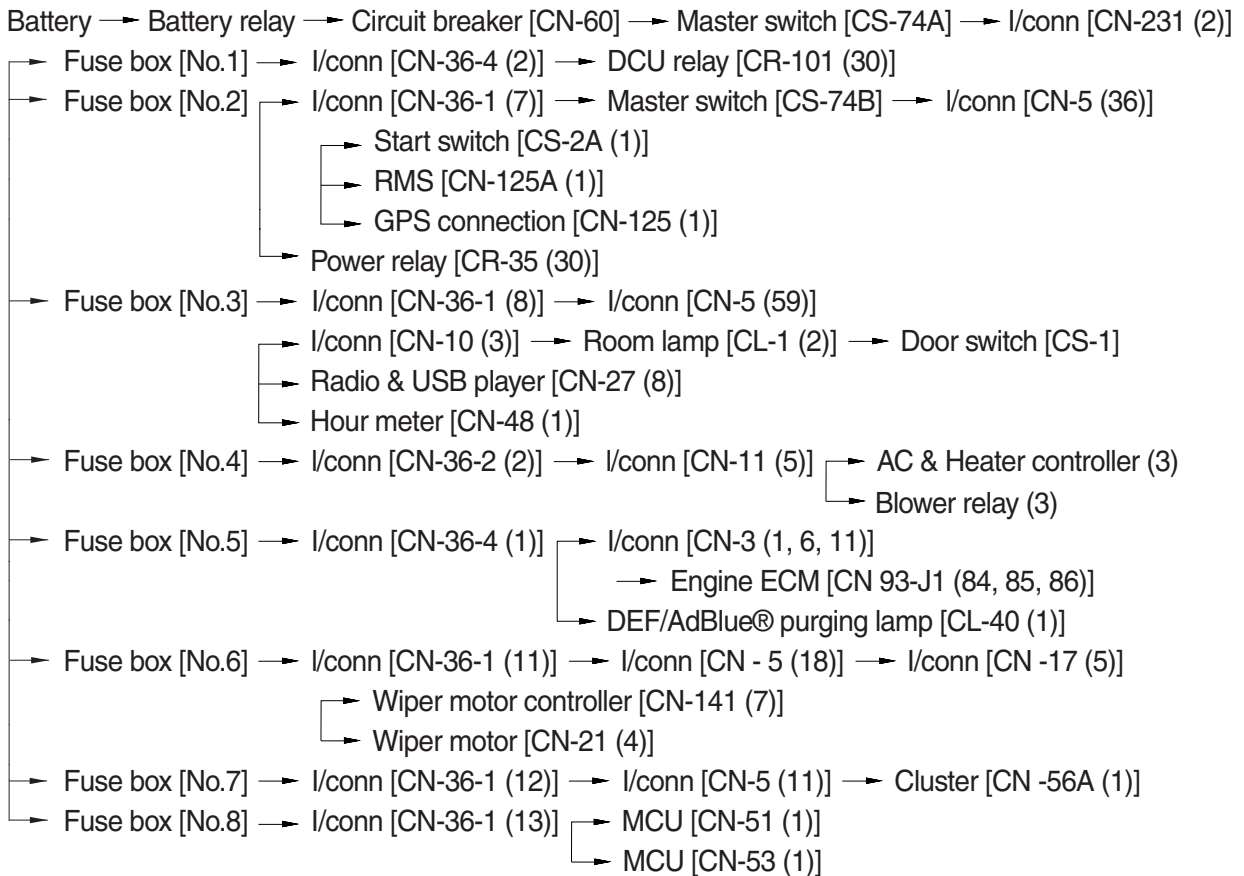 Battery → Battery relay → Circuit breaker [CN-60] → Master switch [CS-74A] → I/conn [CN-231 (2)]
Fuse box [No.1] → I/conn [CN-36-4 (2)] → DCU relay [CR-101 (30)]
Fuse box [No.2] → I/conn [CN-36-1 (7)] → Master switch [CS-74B] → I/conn [CN-5 (36)]
Start switch [CS-2A (1)]
RMS [CN-125A (1)]
GPS connection [CN-125 (1)]
Power relay [CR-35 (30)]
Fuse box [No.3] → I/conn [CN-36-1 (8)] → I/conn [CN-5 (59)]
I/conn [CN-10 (3)] → Room lamp [CL-1 (2)] → Door switch [CS-1]
Radio & USB player [CN-27 (8)]
Hour meter [CN-48 (1)]
Fuse box [No.4] → I/conn [CN-36-2 (2)] → I/conn [CN-11 (5)] → AC & Heater controller (3)
Blower relay (3)
Fuse box [No.5] → I/conn [CN-36-4 (1)] → I/conn [CN-3 (1, 6, 11)]
→ Engine ECM [CN 93-J1 (84, 85, 86)]
DEF/AdBlue® purging lamp [CL-40 (1)]
Fuse box [No.6] → I/conn [CN-36-1 (11)] → I/conn [CN - 5 (18)] → I/conn [CN -17 (5)]
Wiper motor controller [CN-141 (7)]
Wiper motor [CN-21 (4)]
Fuse box [No.7] → I/conn [CN-36-1 (12)] → I/conn [CN-5 (11)] → Cluster [CN -56A (1)]
Fuse box [No.8] → I/conn [CN-36-1 (13)] → MCU [CN-51 (1)]
MCU [CN-53 (1)]